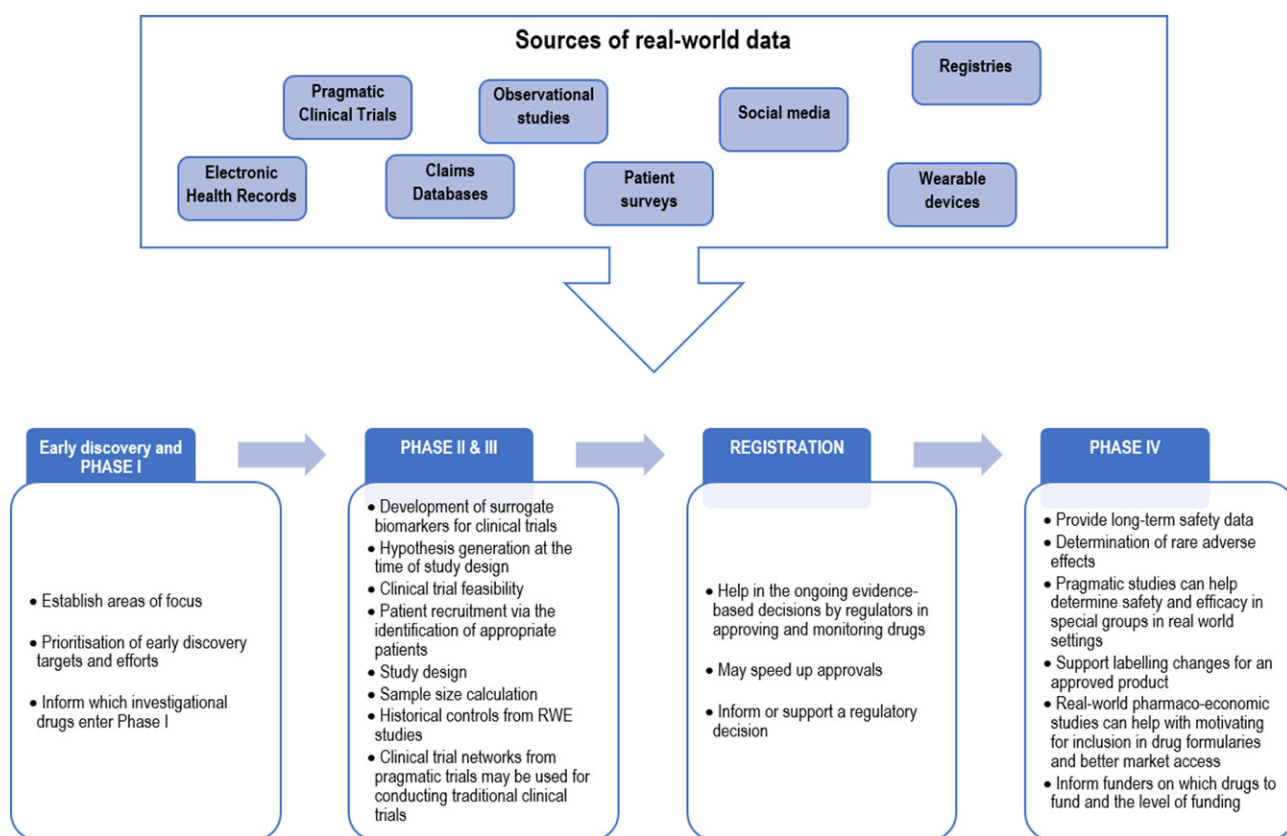 Sources of real-world data
Registries
Pragmatic
Clinical Trials
Observational
studies
Social media
Electronic
Health Records
Claims
Databases
Patient
surveys
Wearable
devices
Early discovery and
PHASE I
• Establish areas of focus
• Prioritisation of early discovery
targets and efforts
• Inform which investigational
drugs enter Phase I
PHASE II & III
• Development of surrogate
biomarkers for clinical trials
• Hypothesis generation at the
time of study design
• Clinical trial feasibility
• Patient recruitment via the
identification of appropriate
patients
• Study design
• Sample size calculation
• Historical controls from RWE
studies
• Clinical trial networks from
pragmatic trials may be used for
conducting traditional clinical
trials
REGISTRATION
• Help in the ongoing evidence-
based decisions by regulators in
approving and monitoring drugs
• May speed up approvals
• Inform or support a regulatory
decision
PHASE IV
• Provide long-term safety data
• Determination of rare adverse
effects
• Pragmatic studies can help
determine safety and efficacy in
special groups in real world
settings
• Support labelling changes for an
approved product
• Real-world pharmaco-economic
studies can help with motivating
for inclusion in drug formularies
and better market access
• Inform funders on which drugs to
fund and the level of funding